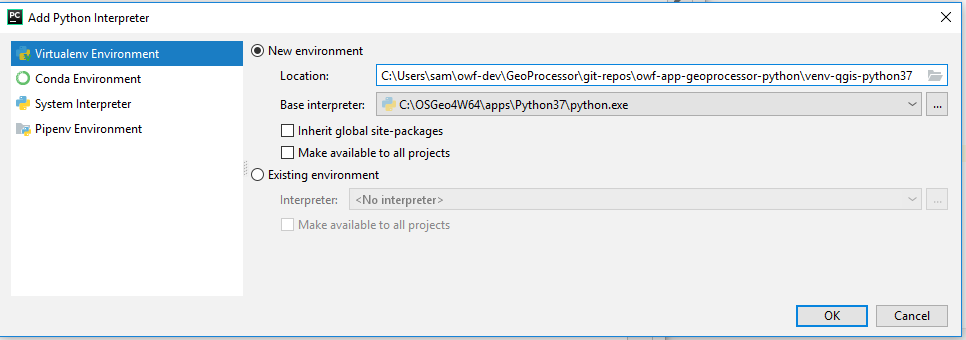 PC Add Python Interpreter
Virtualenv Environment
Conda Environment
System Interpreter
Pipenv Environment
New environment
Location: C:\Users\sam\owf-dev\GeoProcessor\git-repos\owf-app-geoprocessor-python\venv-qgis-python37
Base interpreter: C:\OSGeo4W64\apps\Python37\python.exe ...
Inherit global site-packages
Make available to all projects
Existing environment
Interpreter: <No interpreter> ...
Make available to all projects
OK Cancel